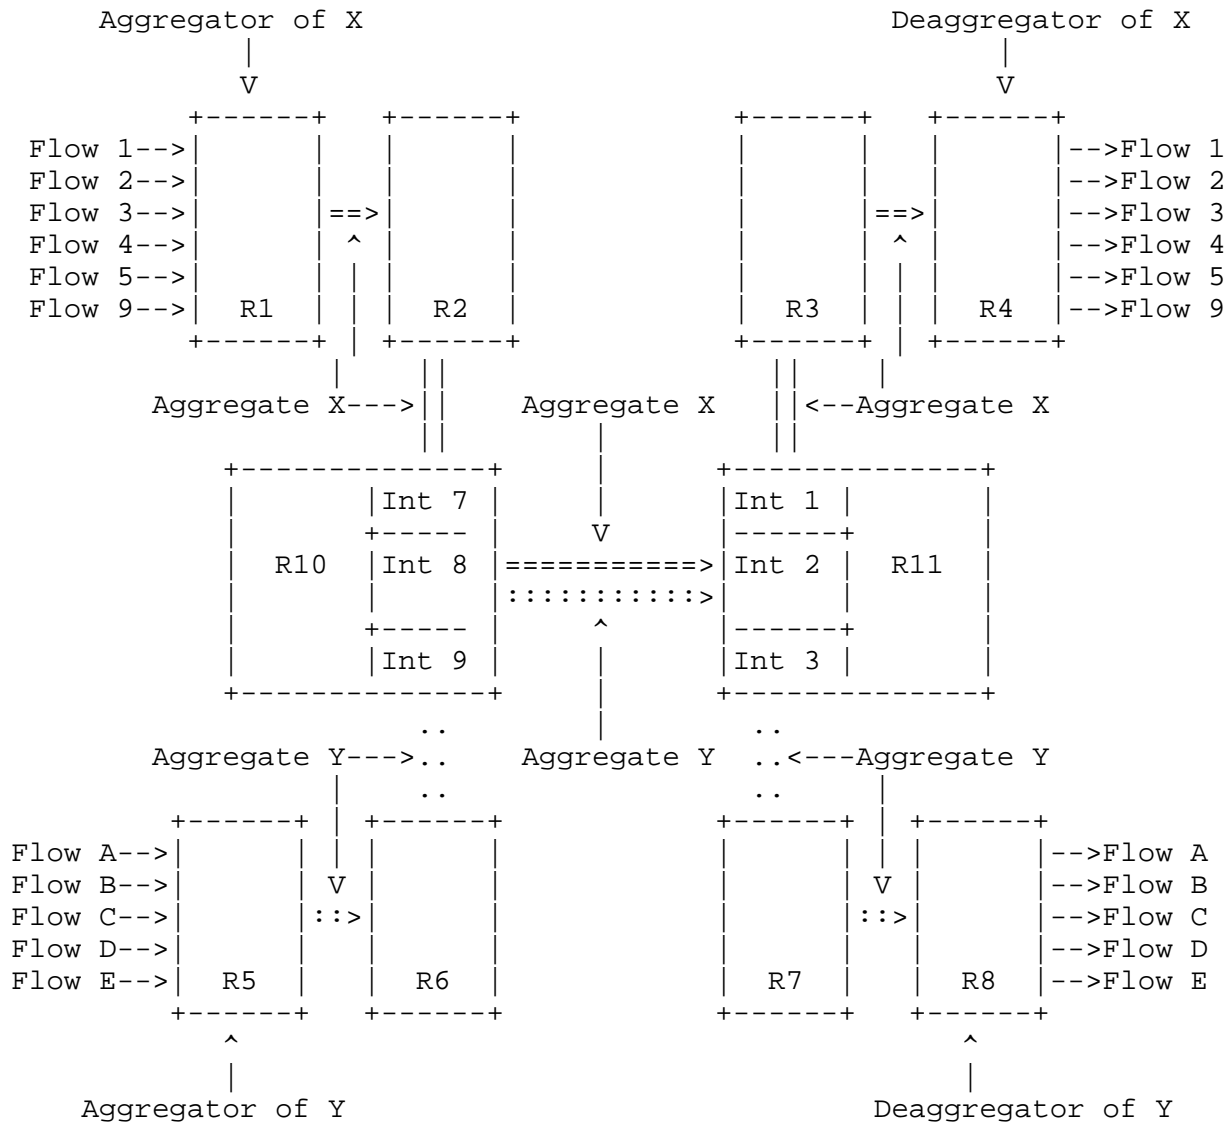 Aggregator of X Deaggregator of X
Flow 1--> -->Flow 1
Flow 2--> -->Flow 2
Flow 3--> ==> ==> -->Flow 3
Flow 4--> -->Flow 4
Flow 5--> -->Flow 5
Flow 9--> R1 R2 R3 R4 -->Flow 9
Aggregate X---> Aggregate X <--Aggregate X
Int 7 Int 1
R10 Int 8 ===========> Int 2 R11
:::::::::::>
Int 9 Int 3
Aggregate Y---> Aggregate Y <---Aggregate Y
Flow A--> -->Flow A
Flow B--> -->Flow B
Flow C--> ::> ::> -->Flow C
Flow D--> -->Flow D
Flow E--> R5 R6 R7 R8 -->Flow E
Aggregator of Y Deaggregator of Y